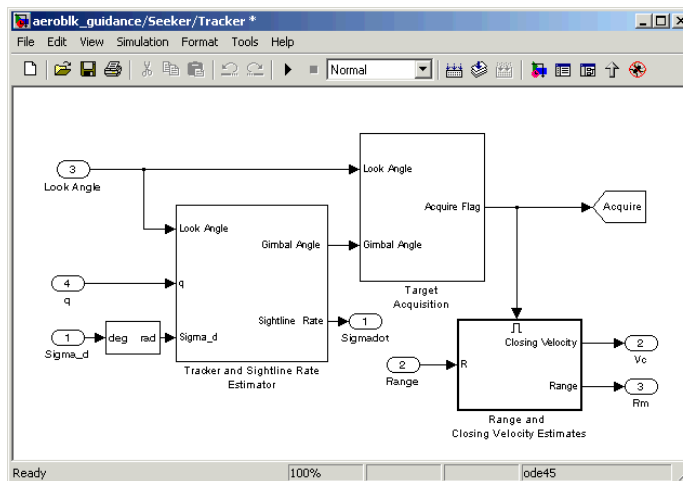 aeroblk_guidance/Seeker/Tracker *
File Edit View Simulation Format Tools Help
Normal
3
Look Angle
Look Angle
Acquire Flag
Gimbal Angle
Target
Acquisition
Acquire
Look Angle
Gimbal Angle
q
Sightline Rate
Sigma_d
Tracker and Sightline Rate
Estimator
4
q
1
Sigma_d
deg rad
1
Sigmadot
2
Range
Closing Velocity
R
Range
Range and
Closing Velocity Estimates
2
Vc
3
Rm
Ready
100%
ode45